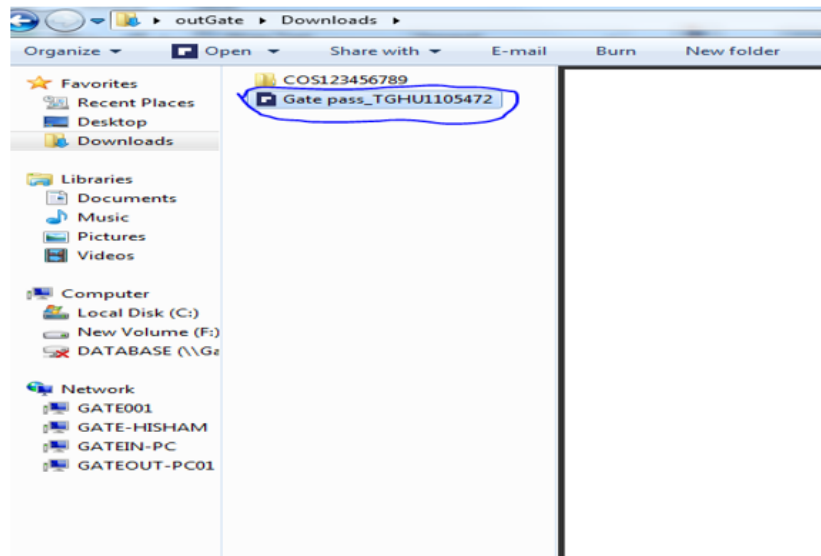 outGate Downloads
Organize Open Share with E-mail Burn New folder
Favorites
Recent Places
Desktop
Downloads
Libraries
Documents
Music
Pictures
Videos
Computer
Local Disk (C:)
New Volume (F:)
DATABASE (\\Ga
Network
GATE001
GATE-HISHAM
GATEIN-PC
GATEOUT-PC01
COS123456789
Gate pass_TGHU1105472